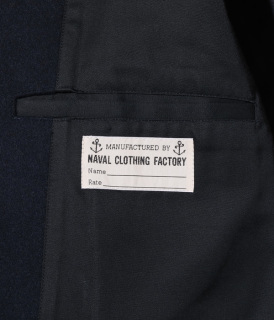 MANUFACTURED BY
NAVAL CLOTHING FACTORY
Name
Rate